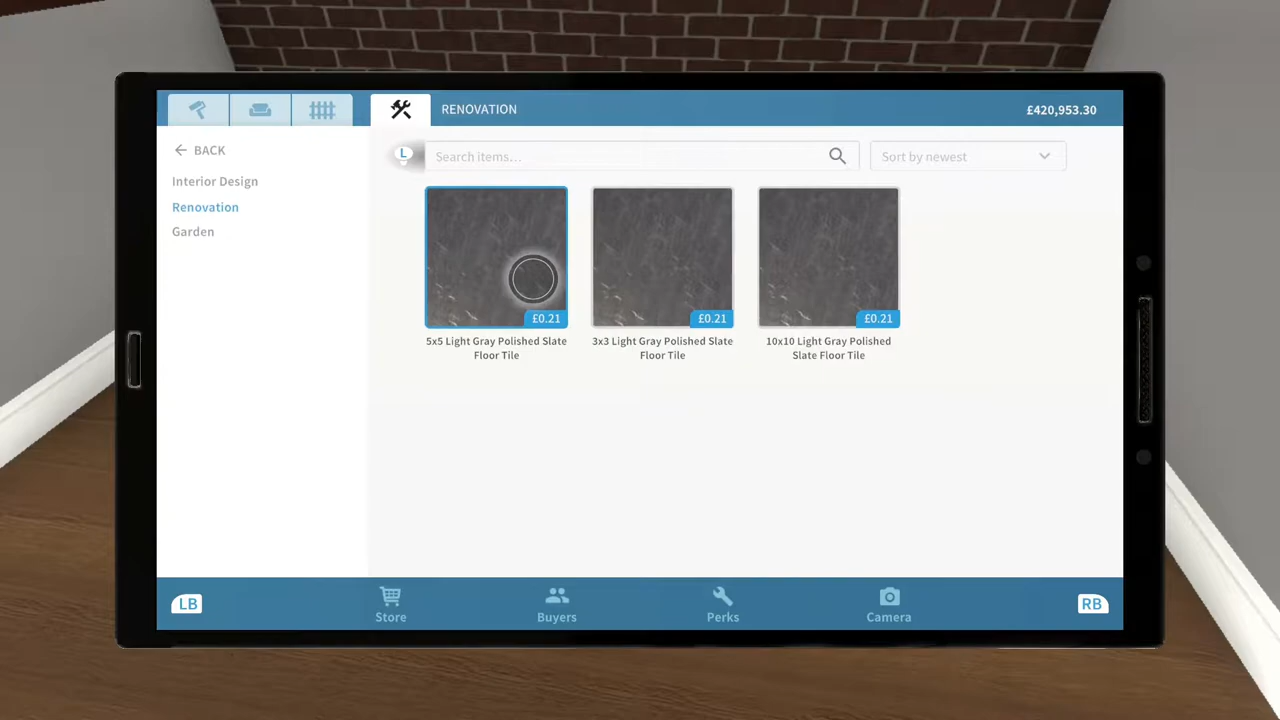 RENOVATION
£420,953.30
BACK
Interior Design
Renovation
Garden
L
Search items...
Sort by newest
£0.21
£0.21
£0.21
5x5 Light Gray Polished Slate
Floor Tile
3x3 Light Gray Polished Slate
Floor Tile
10x10 Light Gray Polished
Slate Floor Tile
LB
Store
Buyers
Perks
Camera
RB